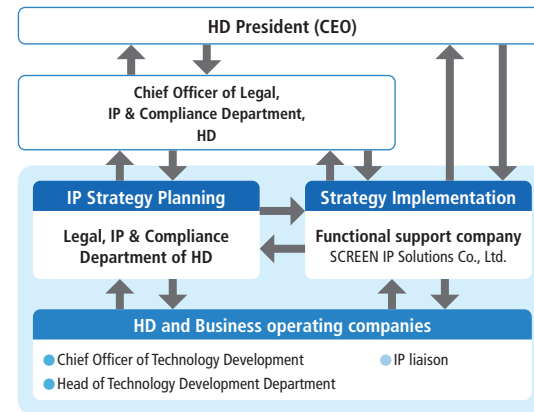 HD President (CEO)
Chief Officer of Legal,
IP & Compliance Department,
HD
IP Strategy Planning
Legal, IP & Compliance
Department of HD
Strategy Implementation
Functional support company
SCREEN IP Solutions Co., Ltd.
HD and Business operating companies
Chief Officer of Technology Development
IP liaison
Head of Technology Development Department